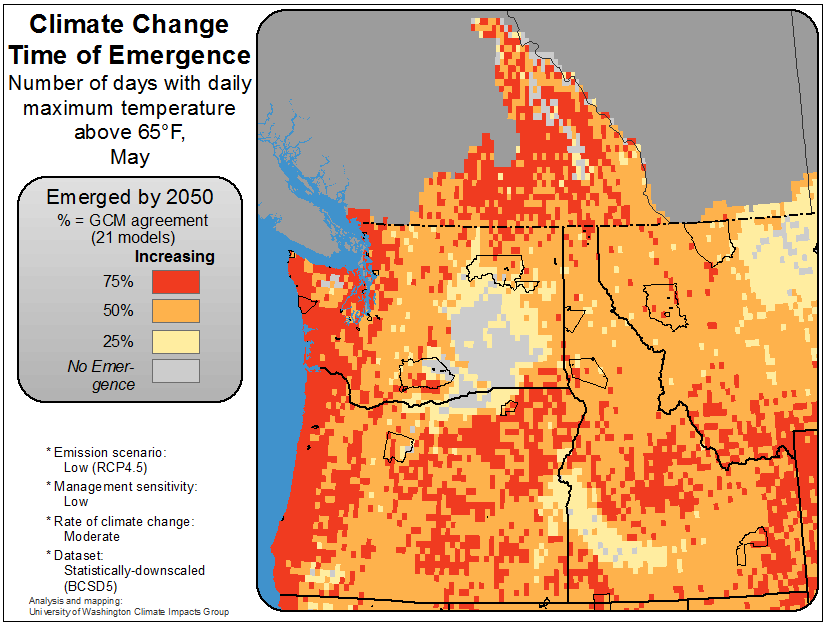 Climate Change
Time of Emergence
Number of days with daily
maximum temperature
above 65°F,
May
Emerged by 2050
% = GCM agreement
(21 models)
Increasing
75%
50%
25%
No Emer-
gence
* Emission scenario:
Low (RCP4.5)
* Management sensitivity:
Low
* Rate of climate change:
Moderate
* Dataset:
Statistically-downscaled
(BCSD5)
Analysis and mapping:
University of Washington Climate Impacts Group